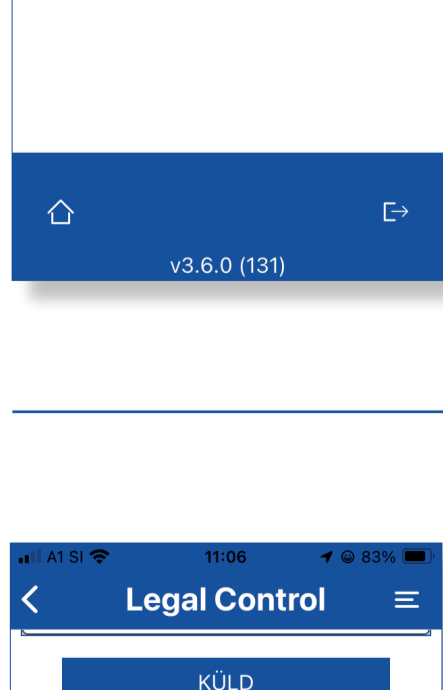 v3.6.0 (131)
A1 SI 11:06 83%
Legal Control
KÜLD